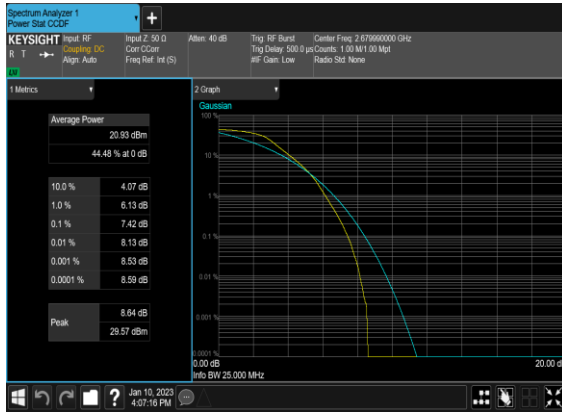 Spectrum Analyzer 1
Power Stat CCDF
KEYSIGHT
R T
LXI
Input: RF
Coupling: DC
Align: Auto
Input Z: 50 Ω
Corr CCorr
Freq Ref: Int (S)
Atten: 40 dB
Trig: RF Burst
Trig Delay: 500.0 µs
#IF Gain: Low
Center Freq: 2.679990000 GHz
Counts: 1.00 M/1.00 Mpt
Radio Std: None
1 Metrics
Average Power
20.93 dBm
44.48 % at 0 dB
10.0 % 4.07 dB
1.0 % 6.13 dB
0.1 % 7.42 dB
0.01 % 8.13 dB
0.001 % 8.53 dB
0.0001 % 8.59 dB
Peak
8.64 dB
29.57 dBm
2 Graph
Gaussian
100 %
10 %
1 %
0.1 %
0.01 %
0.001 %
0.0001 %
0.00 dB
20.00 dB
Info BW 25.000 MHz
?
Jan 10, 2023
4:07:16 PM